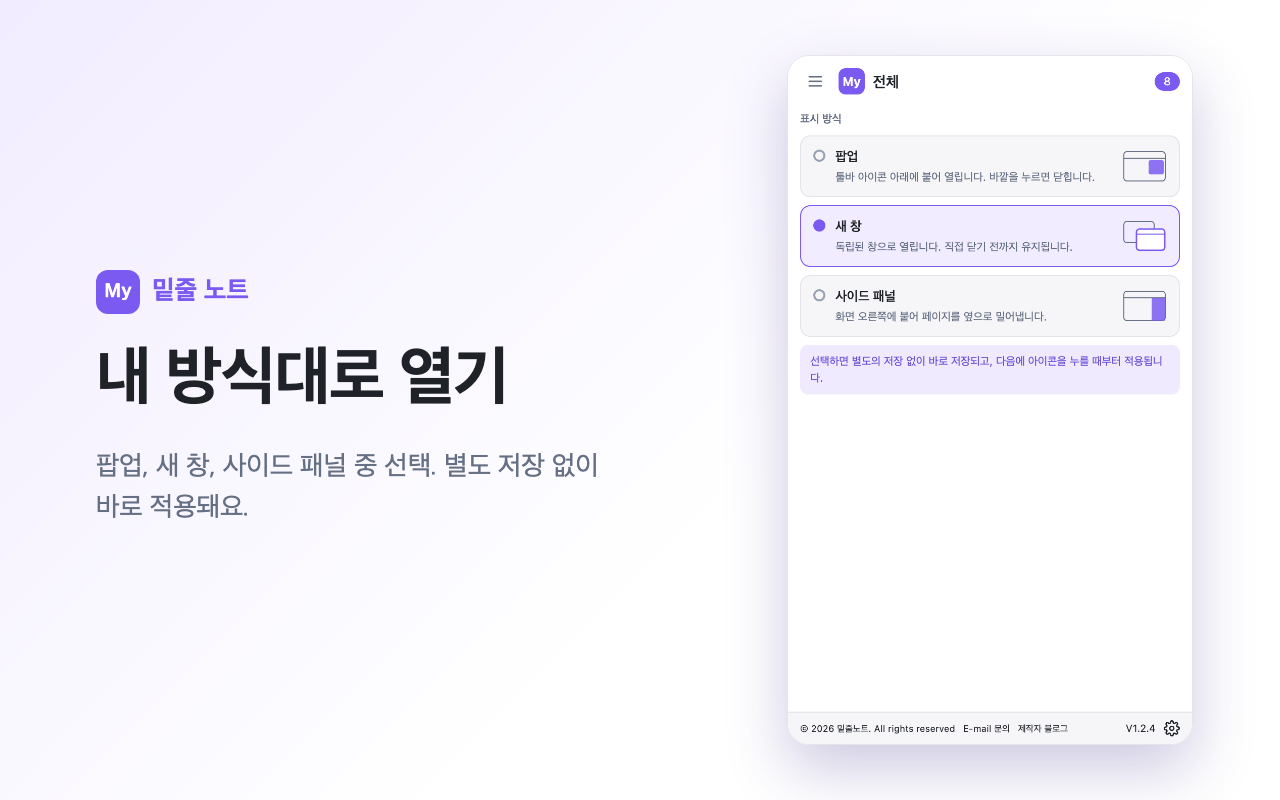 My 밑줄 노트
내 방식대로 열기
팝업, 새 창, 사이드 패널 중 선택. 별도 저장 없이
바로 적용돼요.
My 전체 8
표시 방식
팝업
툴바 아이콘 아래에 붙어 열립니다. 바깥을 누르면 닫힙니다.
새 창
독립된 창으로 열립니다. 직접 닫기 전까지 유지됩니다.
사이드 패널
화면 오른쪽에 붙어 페이지를 옆으로 밀어냅니다.
선택하면 별도의 저장 없이 바로 저장되고, 다음에 아이콘을 누를 때부터 적용됩니
다.
© 2026 밑줄노트. All rights reserved E-mail 문의 제작자 블로그 V1.2.4